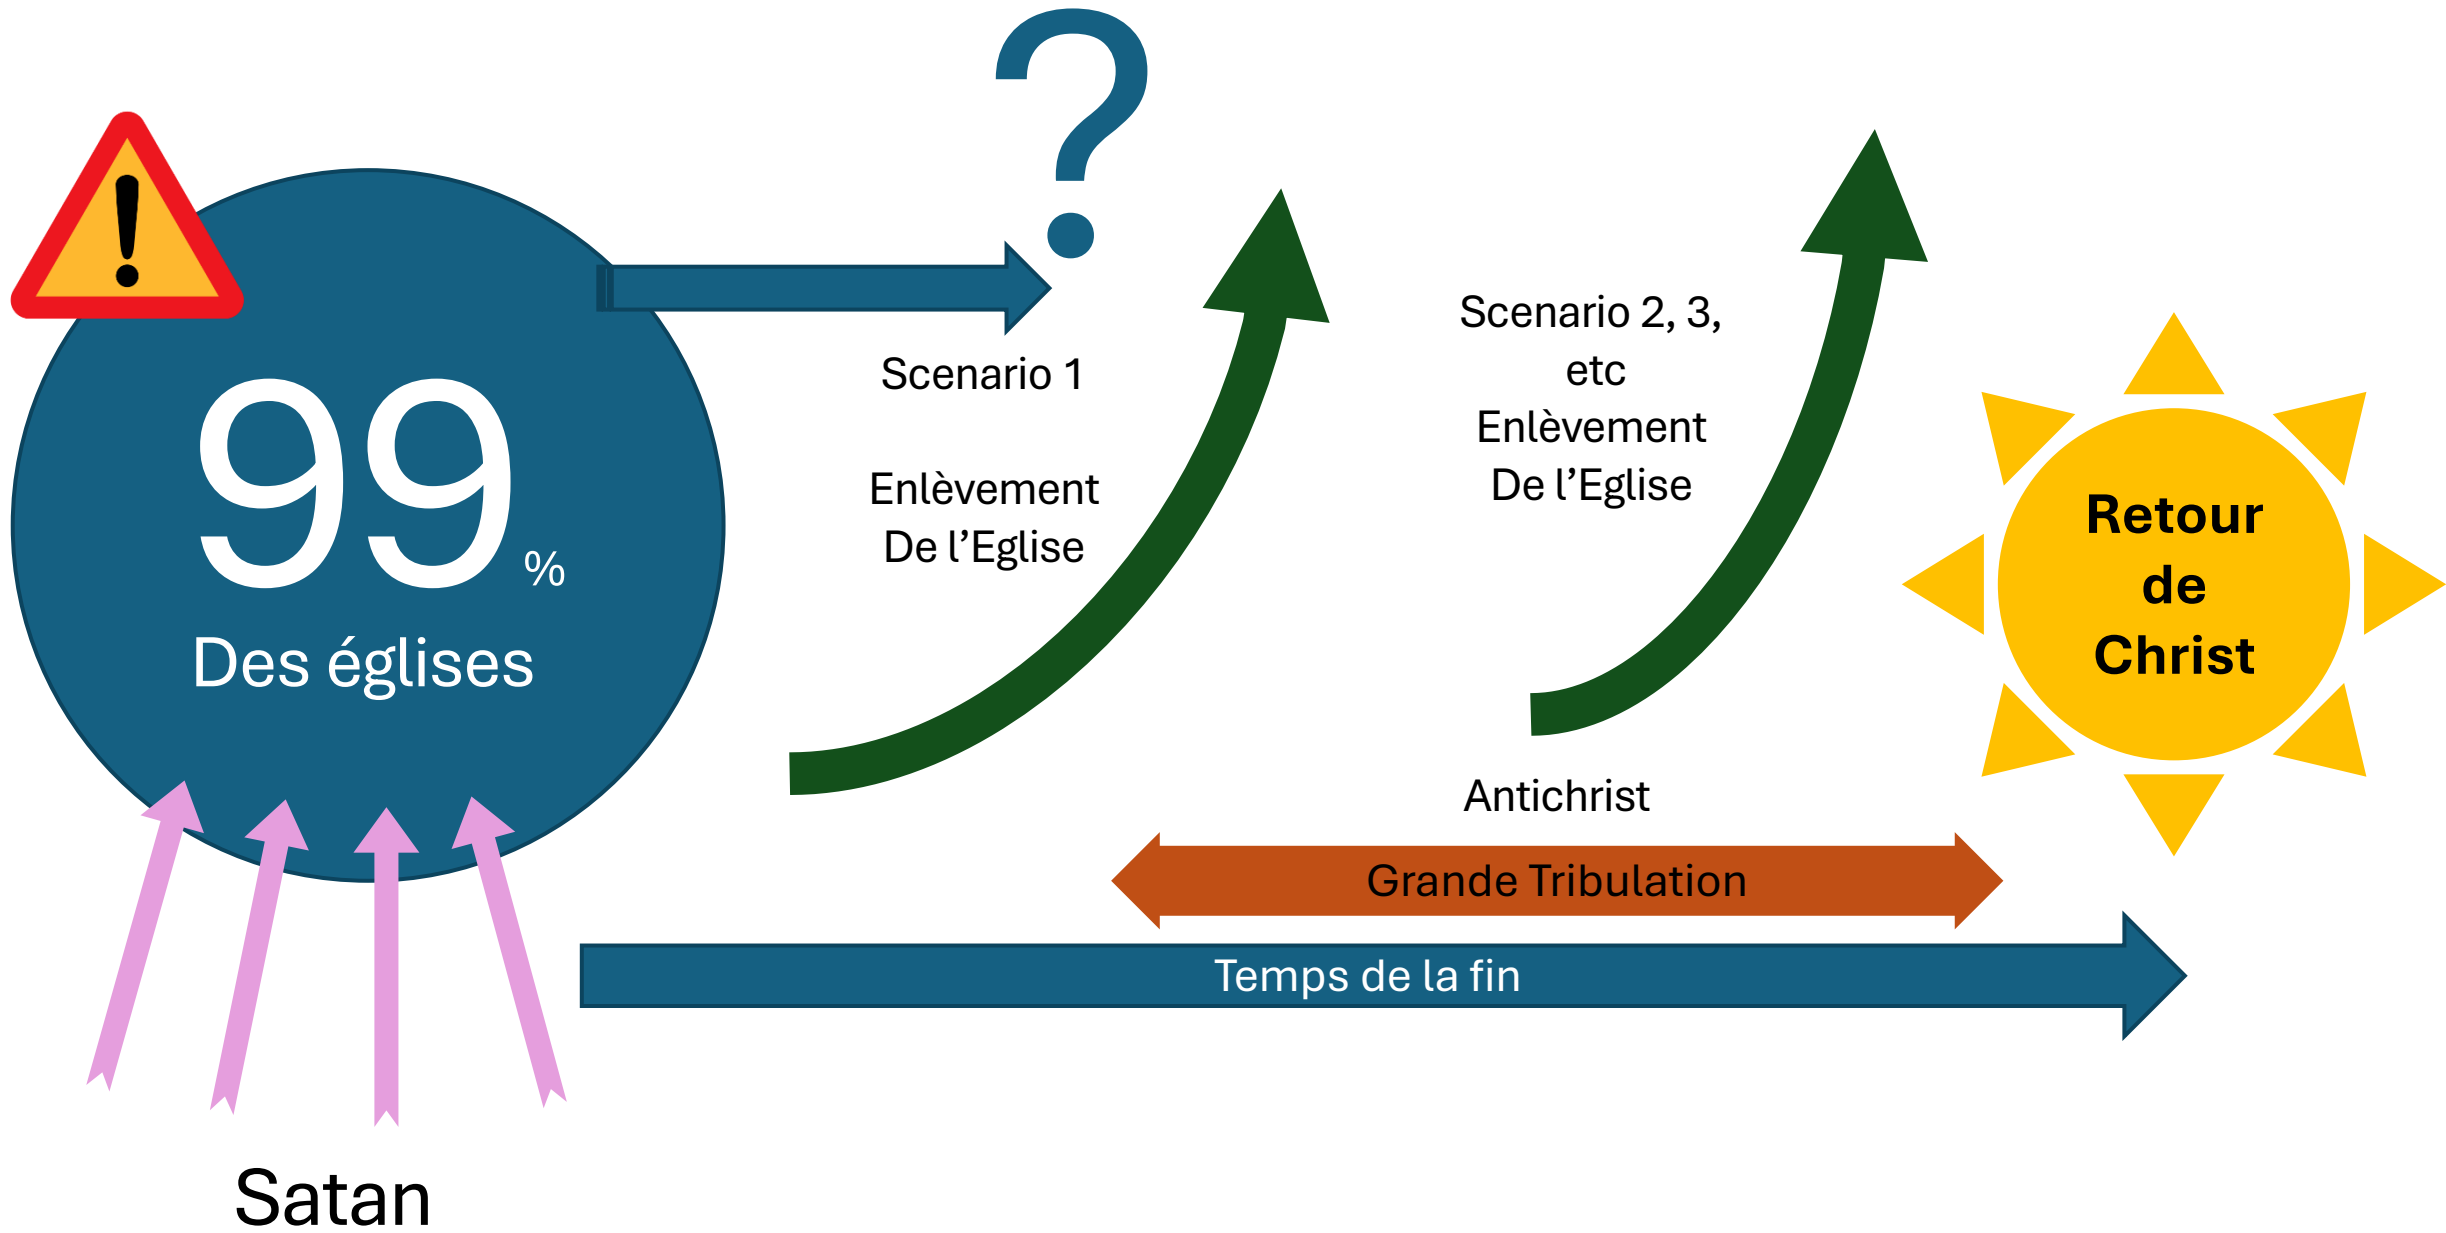 ?
!
99
%
Des églises
Satan
Scenario 1
Enlèvement
De l’Eglise
Scenario 2, 3,
etc
Enlèvement
De l’Eglise
Antichrist
Grande Tribulation
Temps de la fin
Retour
de
Christ